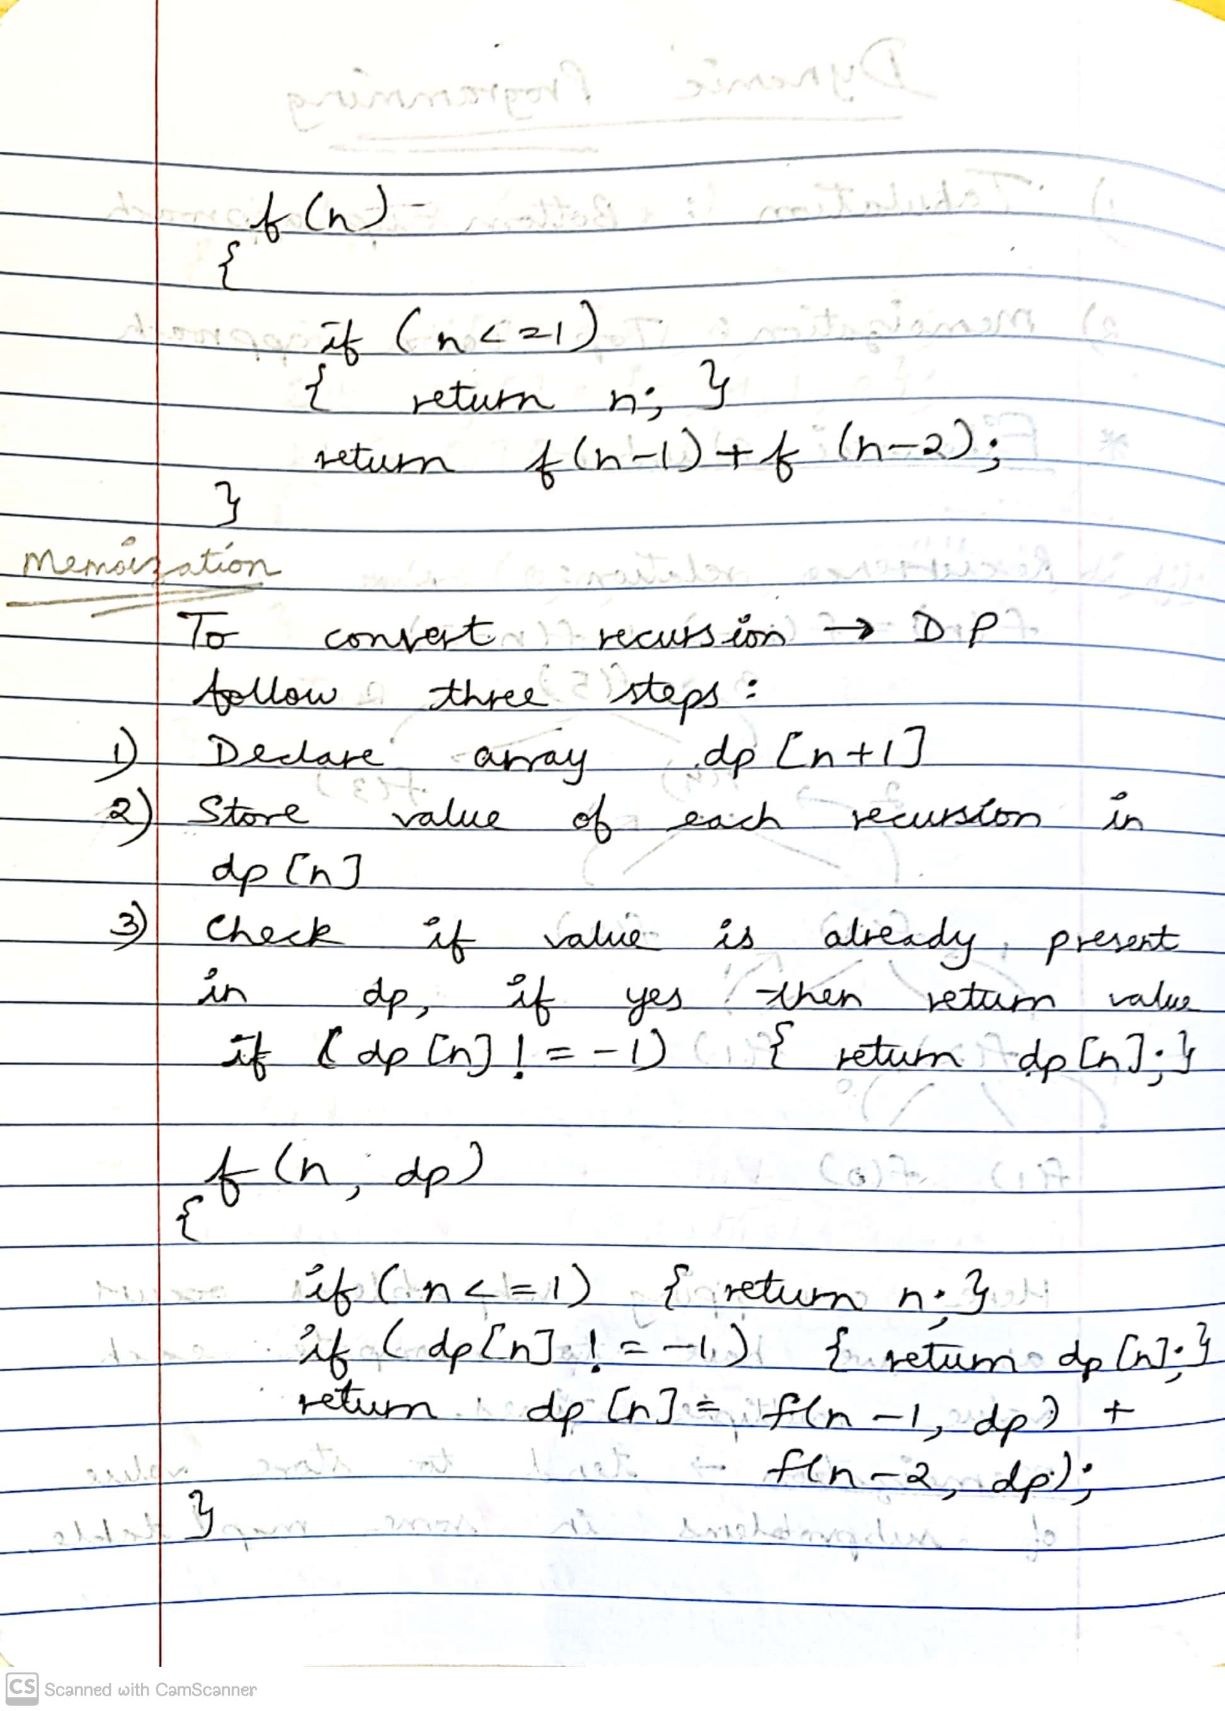 f(n)
{
if (n<=1)
{ return n; }
return f(n-1)+f (n-2);
}
Memoization
To convert recursion → DP
follow three steps:
1) Declare array dp [n+1]
2) Store value of each recursion in
dp [n]
3) Check if value is already present
in dp, if yes then return value
if (dp [n] != -1) { return dp [n]; }
f (n, dp)
{
if (n <= 1) { return n; }
if (dp[n] != -1) { return dp [n]; }
return dp [n] = f(n-1, dp) +
f(n-2, dp);
}
CS Scanned with CamScanner